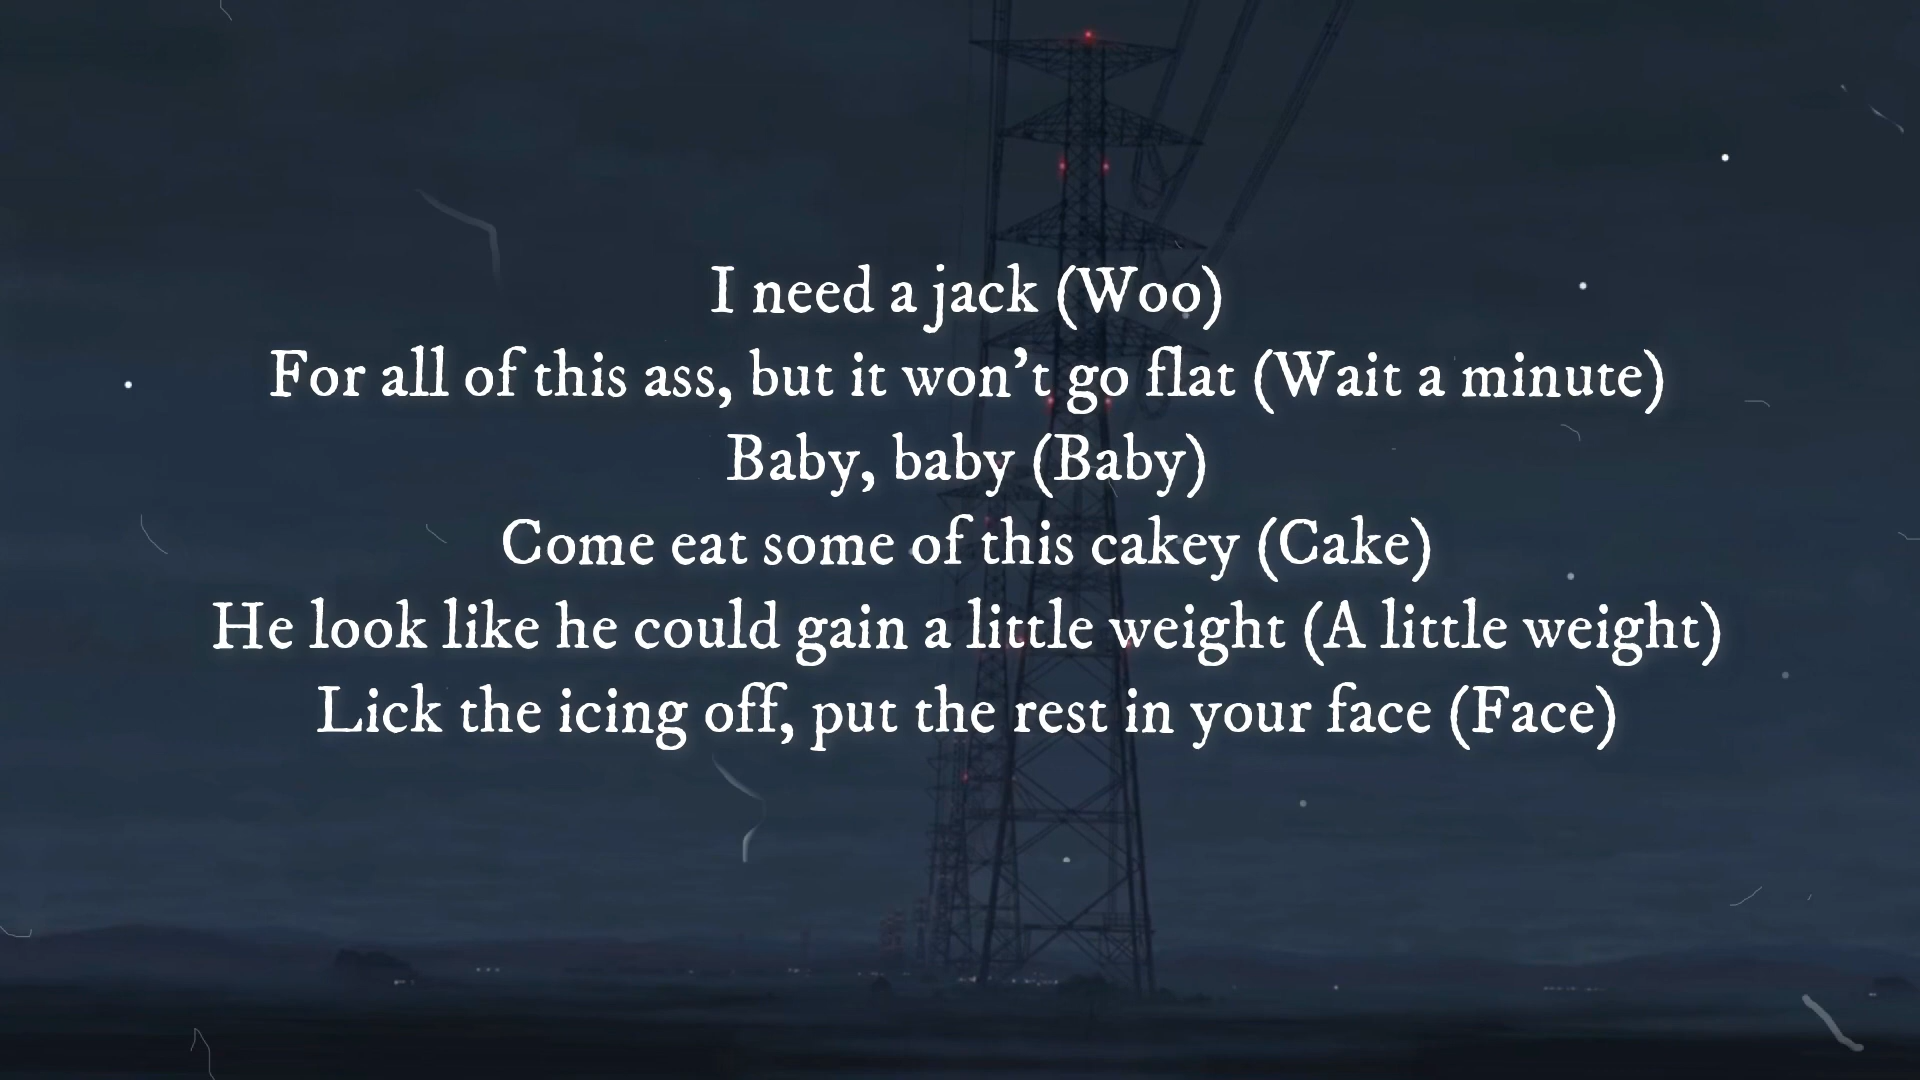 I need a jack (Woo)
For all of this ass, but it won't go flat (Wait a minute)
Baby, baby (Baby)
Come eat some of this cakey (Cake)
He look like he could gain a little weight (A little weight)
Lick the icing off, put the rest in your face (Face)